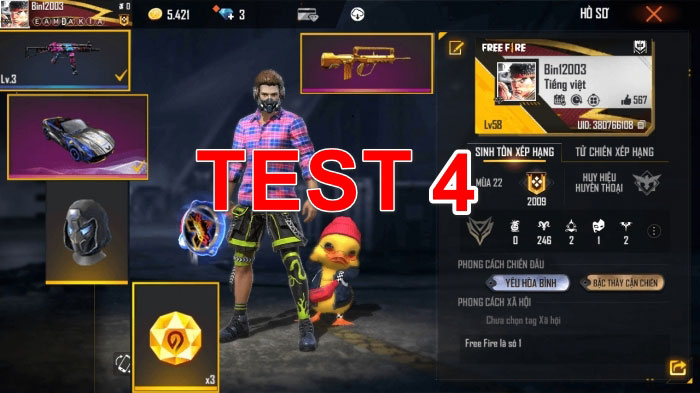 Bin12003
# 0
EAMDAKIA
5.421
3
HỒ SƠ
Lv.3
FREE FIRE
Bin12003
Tiếng việt
567
Lv58
UID: 380766108
SINH TỒN XẾP HẠNG
TỬ CHIẾN XẾP HẠNG
MÙA 22
2009
HUY HIỆU
HUYỀN THOẠI
TEST 4
0 246 2 1 2
PHONG CÁCH CHIẾN ĐẤU
YÊU HÒA BÌNH
BẬC THẦY CẬN CHIẾN
PHONG CÁCH XÃ HỘI
Chưa chọn tag Xã hội
Free Fire là số 1
x3